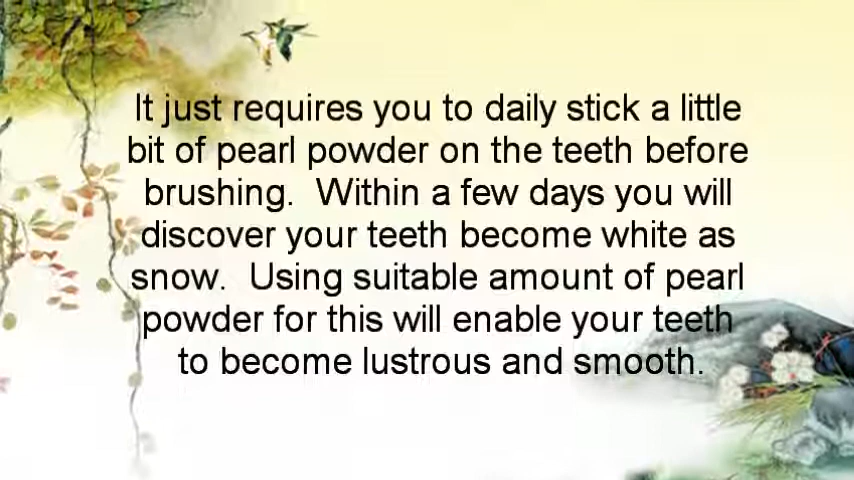 It just requires you to daily stick a little
bit of pearl powder on the teeth before
brushing.  Within a few days you will
discover your teeth become white as
snow.  Using suitable amount of pearl
powder for this will enable your teeth
to become lustrous and smooth.